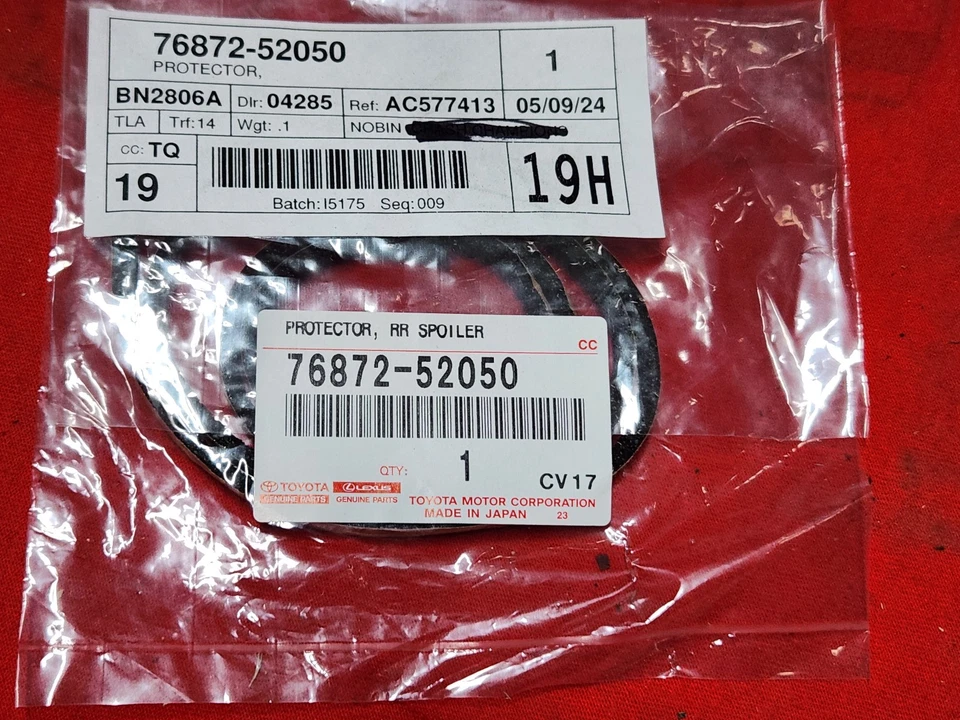 76872-52050
PROTECTOR,
1
BN2806A Dlr: 04285 Ref: AC577413 05/09/24
TLA Trf: 14 Wgt: .1 NOBIN
CC: TQ
19
19H
Batch: I5175 Seq: 009
PROTECTOR, RR SPOILER
CC
76872-52050
QTY: 1
CV17
TOYOTA
GENUINE PARTS
LEXUS
GENUINE PARTS
TOYOTA MOTOR CORPORATION
MADE IN JAPAN 23